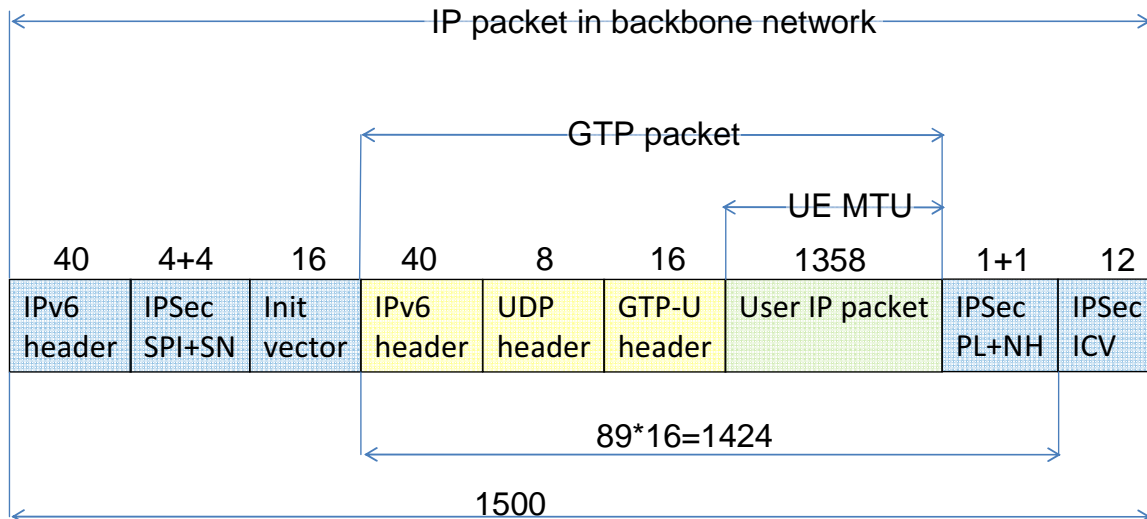 IP packet in backbone network
GTP packet
UE MTU
40 4+4 16 40 8 16 1358 1+1 12
IPv6 IPSec Init IPv6 UDP GTP-U User IP packet IPSec IPSec
header SPI+SN vector header header header PL+NH ICV
89*16=1424
1500